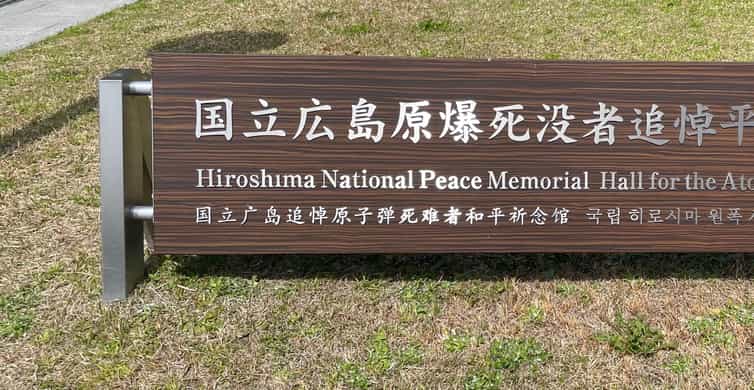 国立広島原爆死没者追悼平
Hiroshima National Peace Memorial Hall for the Ato
国立广岛追悼原子弹死难者和平祈念馆 국립 히로시마 원폭